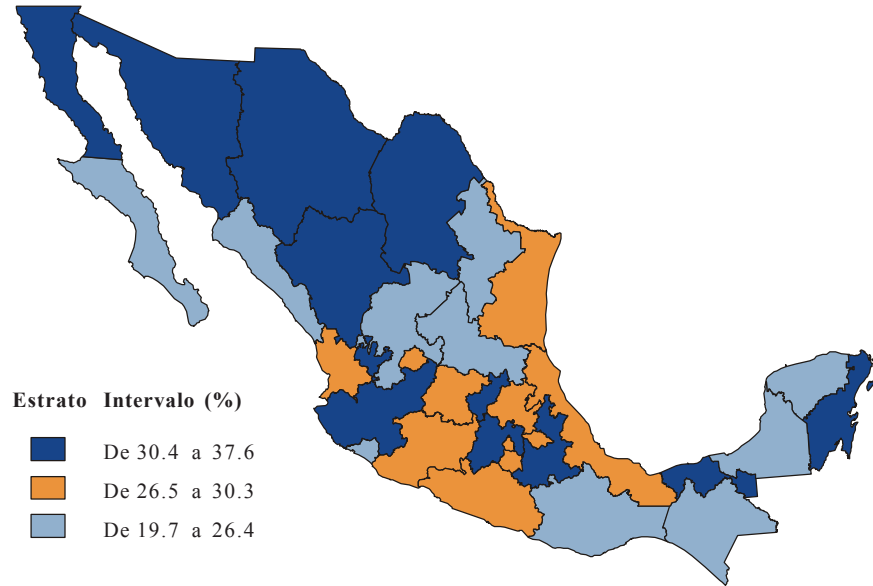 Estrato Intervalo (%)
De 30.4 a 37.6
De 26.5 a 30.3
De 19.7 a 26.4